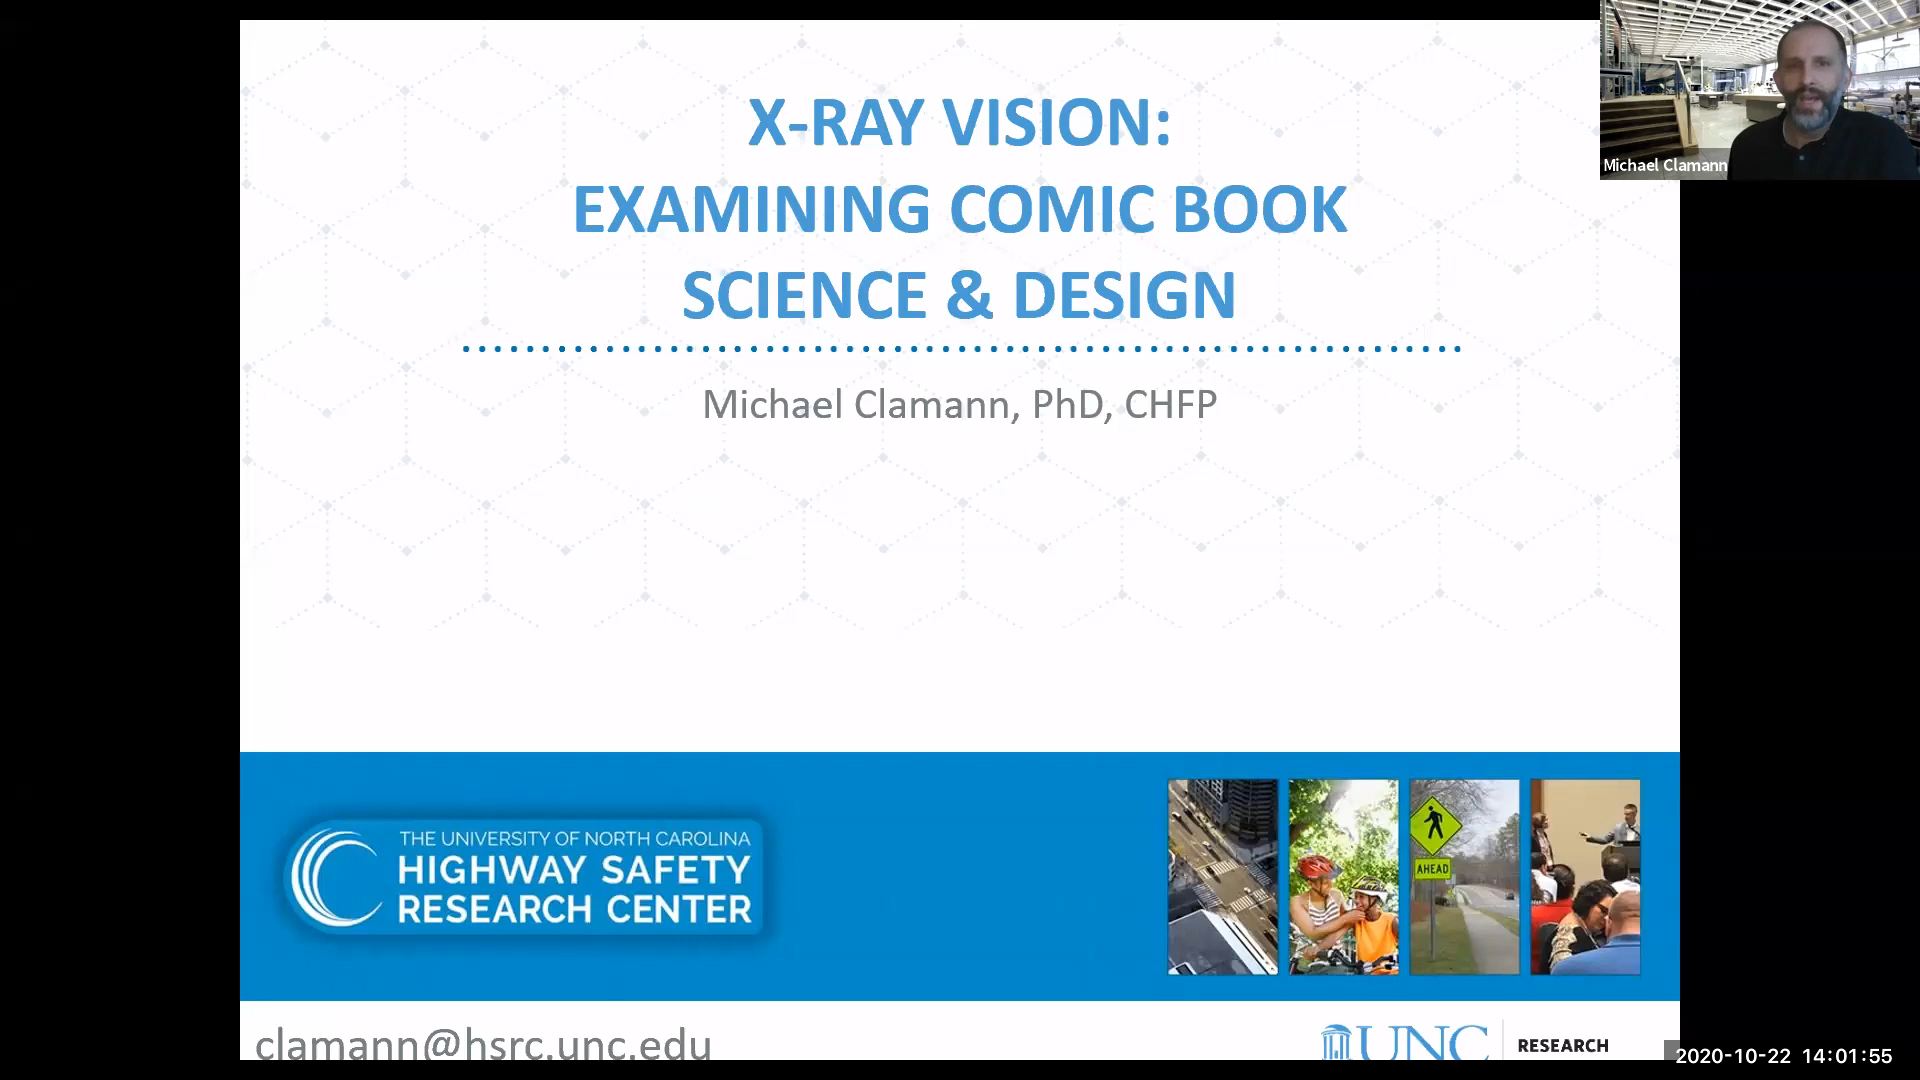 X-RAY VISION:
EXAMINING COMIC BOOK
SCIENCE & DESIGN
Michael Clamann, PhD, CHFP
Michael Clamann
THE UNIVERSITY OF NORTH CAROLINA
HIGHWAY SAFETY
RESEARCH CENTER
AHEAD
clamann@hsrc.unc.edu
UNC
RESEARCH
2020-10-22 14:01:55